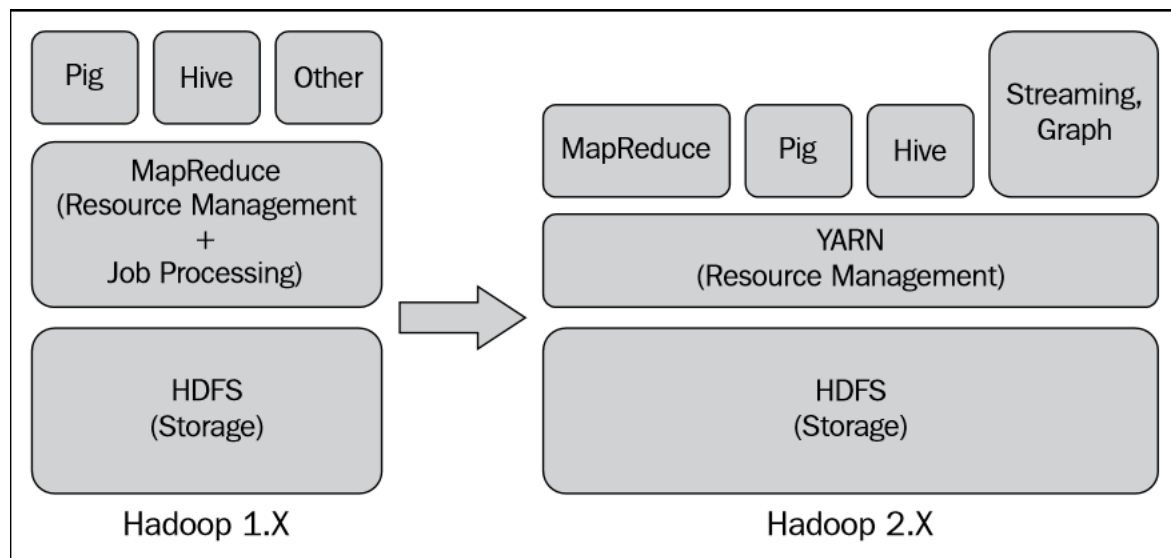 Pig
Hive
Other
MapReduce
(Resource Management
+
Job Processing)
HDFS
(Storage)
Hadoop 1.X
Streaming,
Graph
MapReduce
Pig
Hive
YARN
(Resource Management)
HDFS
(Storage)
Hadoop 2.X